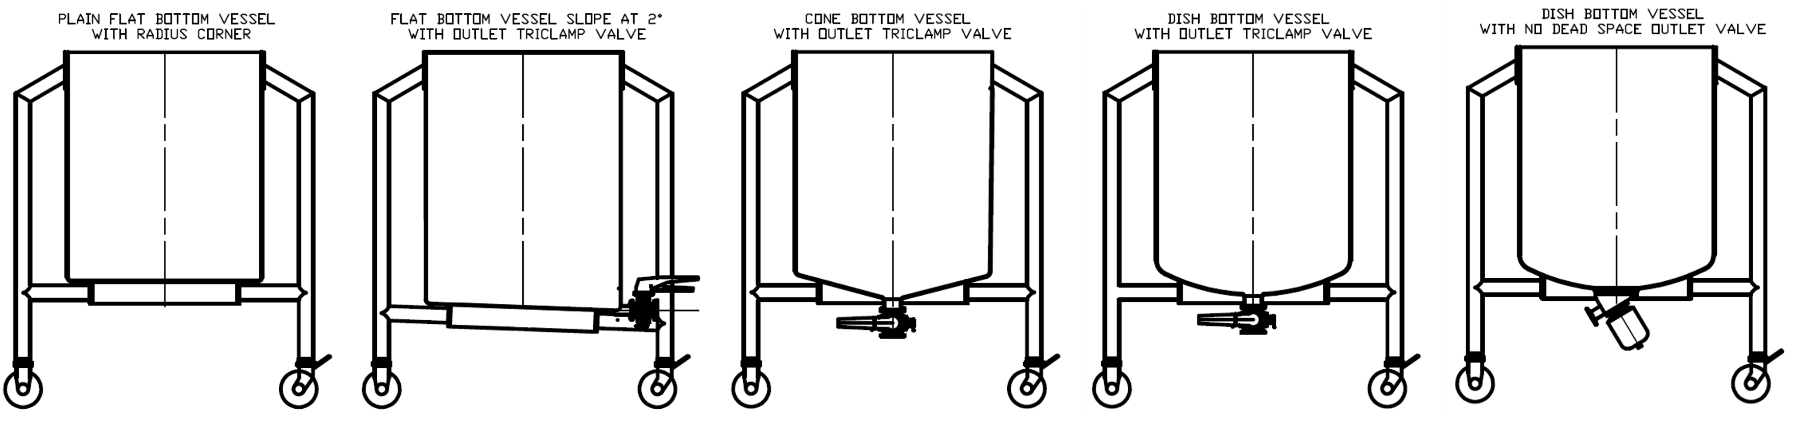 PLAIN FLAT BOTTOM VESSEL
WITH RADIUS CORNER
FLAT BOTTOM VESSEL SLOPE AT 2°
WITH OUTLET TRICLAMP VALVE
CONE BOTTOM VESSEL
WITH OUTLET TRICLAMP VALVE
DISH BOTTOM VESSEL
WITH OUTLET TRICLAMP VALVE
DISH BOTTOM VESSEL
WITH NO DEAD SPACE OUTLET VALVE